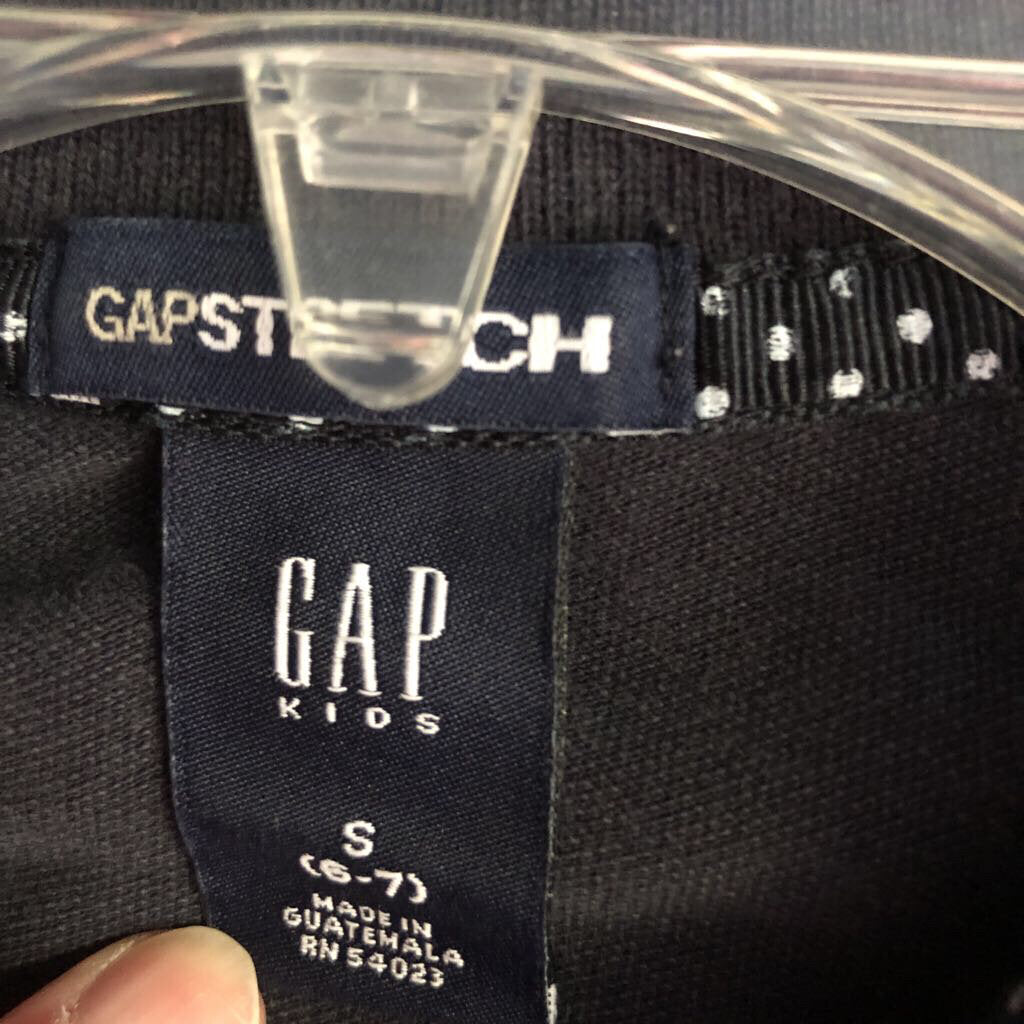 GAPSTRETCH
GAP
KIDS
S
(6-7)
MADE IN
GUATEMALA
RN 54023